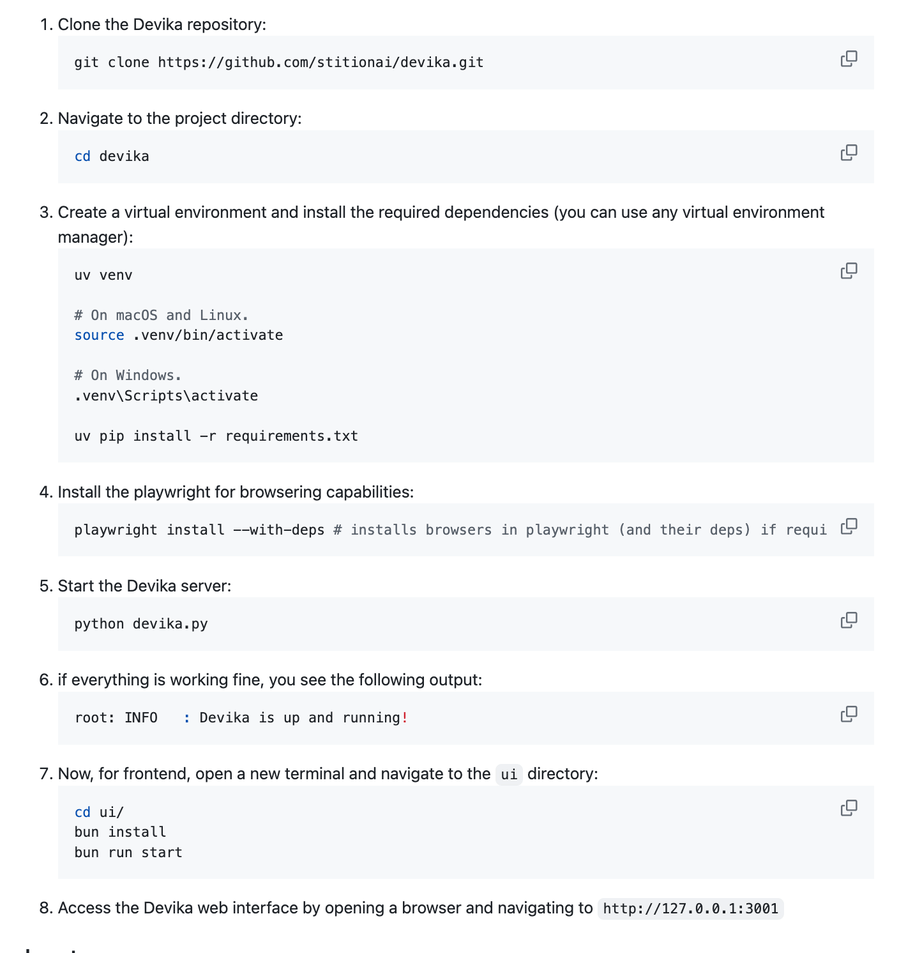 1. Clone the Devika repository:
git clone https://github.com/stitionai/devika.git
2. Navigate to the project directory:
cd devika
3. Create a virtual environment and install the required dependencies (you can use any virtual environment
manager):
uv venv
# On macOS and Linux.
source .venv/bin/activate
# On Windows.
.venv\Scripts\activate
uv pip install -r requirements.txt
4. Install the playwright for browsering capabilities:
playwright install --with-deps # installs browsers in playwright (and their deps) if requi
5. Start the Devika server:
python devika.py
6. if everything is working fine, you see the following output:
root: INFO   : Devika is up and running!
7. Now, for frontend, open a new terminal and navigate to the ui directory:
cd ui/
bun install
bun run start
8. Access the Devika web interface by opening a browser and navigating to http://127.0.0.1:3001